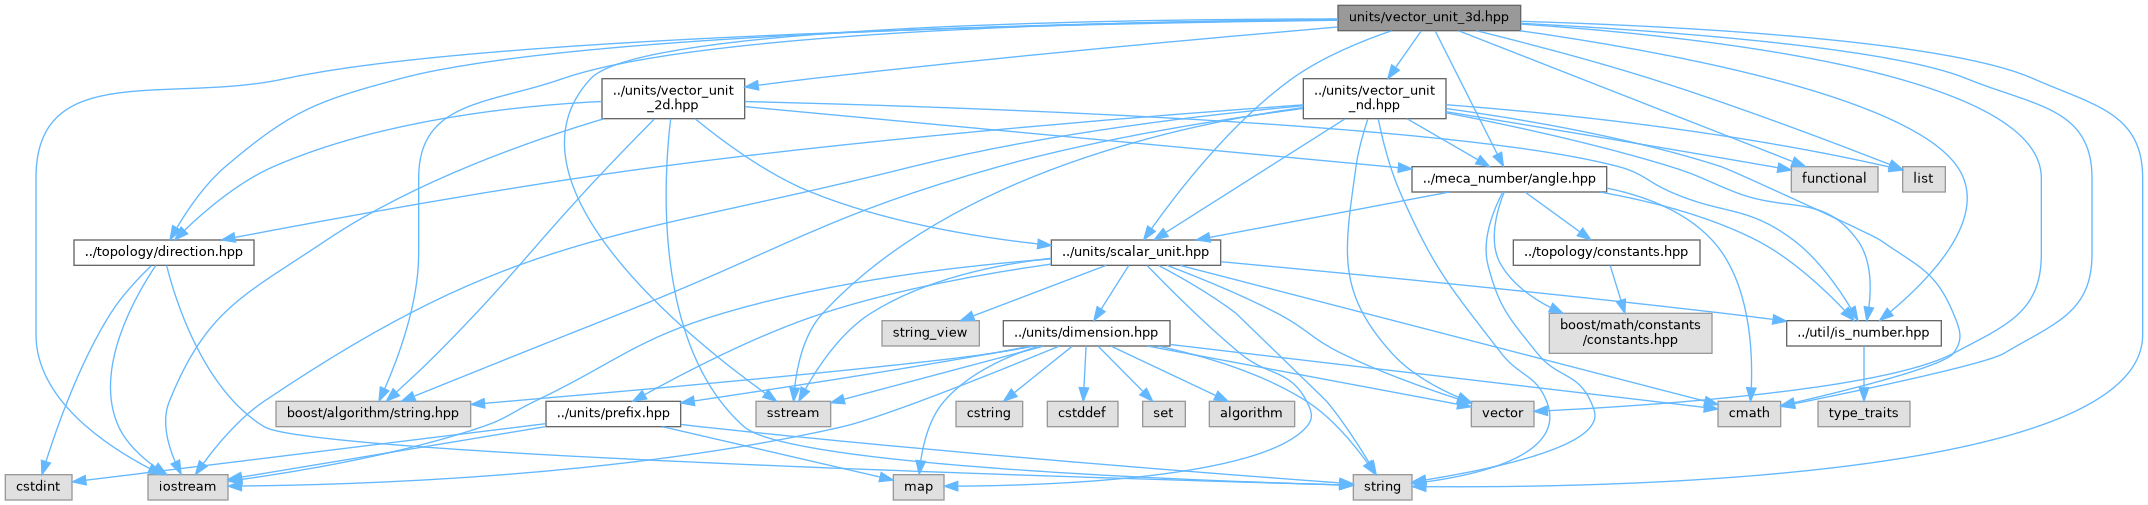 units/vector_unit_3d.hpp
../units/vector_unit
_2d.hpp
../units/vector_unit
_nd.hpp
../meca_number/angle.hpp
functional
list
../topology/direction.hpp
../units/scalar_unit.hpp
../topology/constants.hpp
string_view
../units/dimension.hpp
boost/math/constants
/constants.hpp
../util/is_number.hpp
boost/algorithm/string.hpp
../units/prefix.hpp
sstream
cstring
cstddef
set
algorithm
vector
cmath
type_traits
cstdint
iostream
map
string